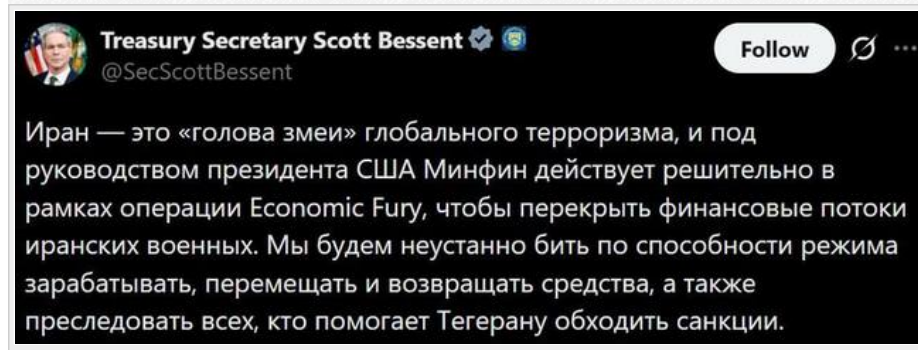 Treasury Secretary Scott Bessent
@SecScottBessent
Follow
Иран — это «голова змеи» глобального терроризма, и под
руководством президента США Минфин действует решительно в
рамках операции Economic Fury, чтобы перекрыть финансовые потоки
иранских военных. Мы будем неустанно бить по способности режима
зарабатывать, перемещать и возвращать средства, а также
преследовать всех, кто помогает Тегерану обходить санкции.